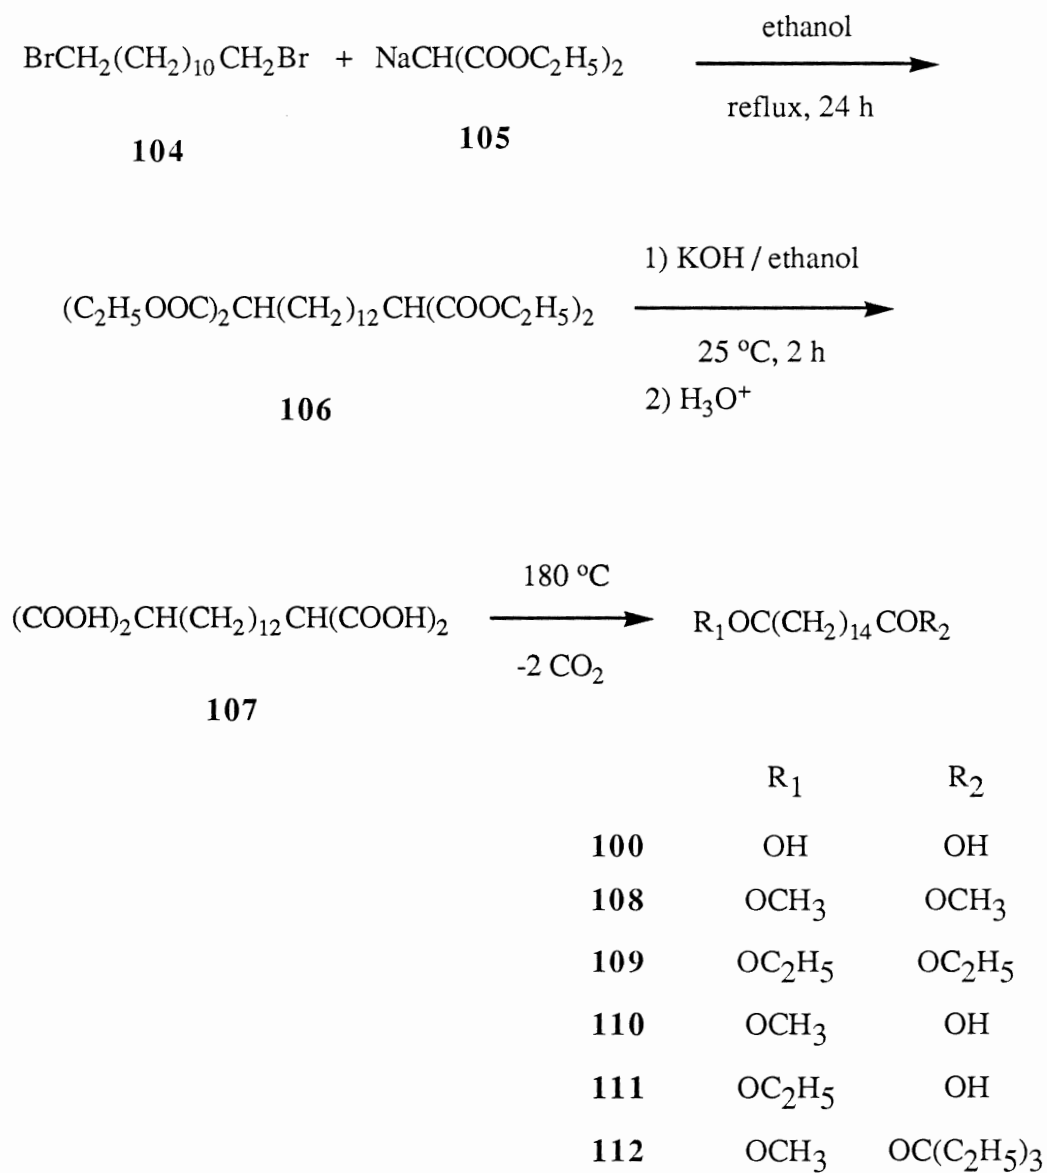 ethanol
BrCH₂(CH₂)₁₀CH₂Br + NaCH(COOC₂H₅)₂
reflux, 24 h
104 105
1) KOH / ethanol
(C₂H₅OOC)₂CH(CH₂)₁₂CH(COOC₂H₅)₂
25 °C, 2 h
106 2) H₃O⁺
180 °C
(COOH)₂CH(CH₂)₁₂CH(COOH)₂ R₁OC(CH₂)₁₄COR₂
-2 CO₂
107
R₁ R₂
100 OH OH
108 OCH₃ OCH₃
109 OC₂H₅ OC₂H₅
110 OCH₃ OH
111 OC₂H₅ OH
112 OCH₃ OC(C₂H₅)₃